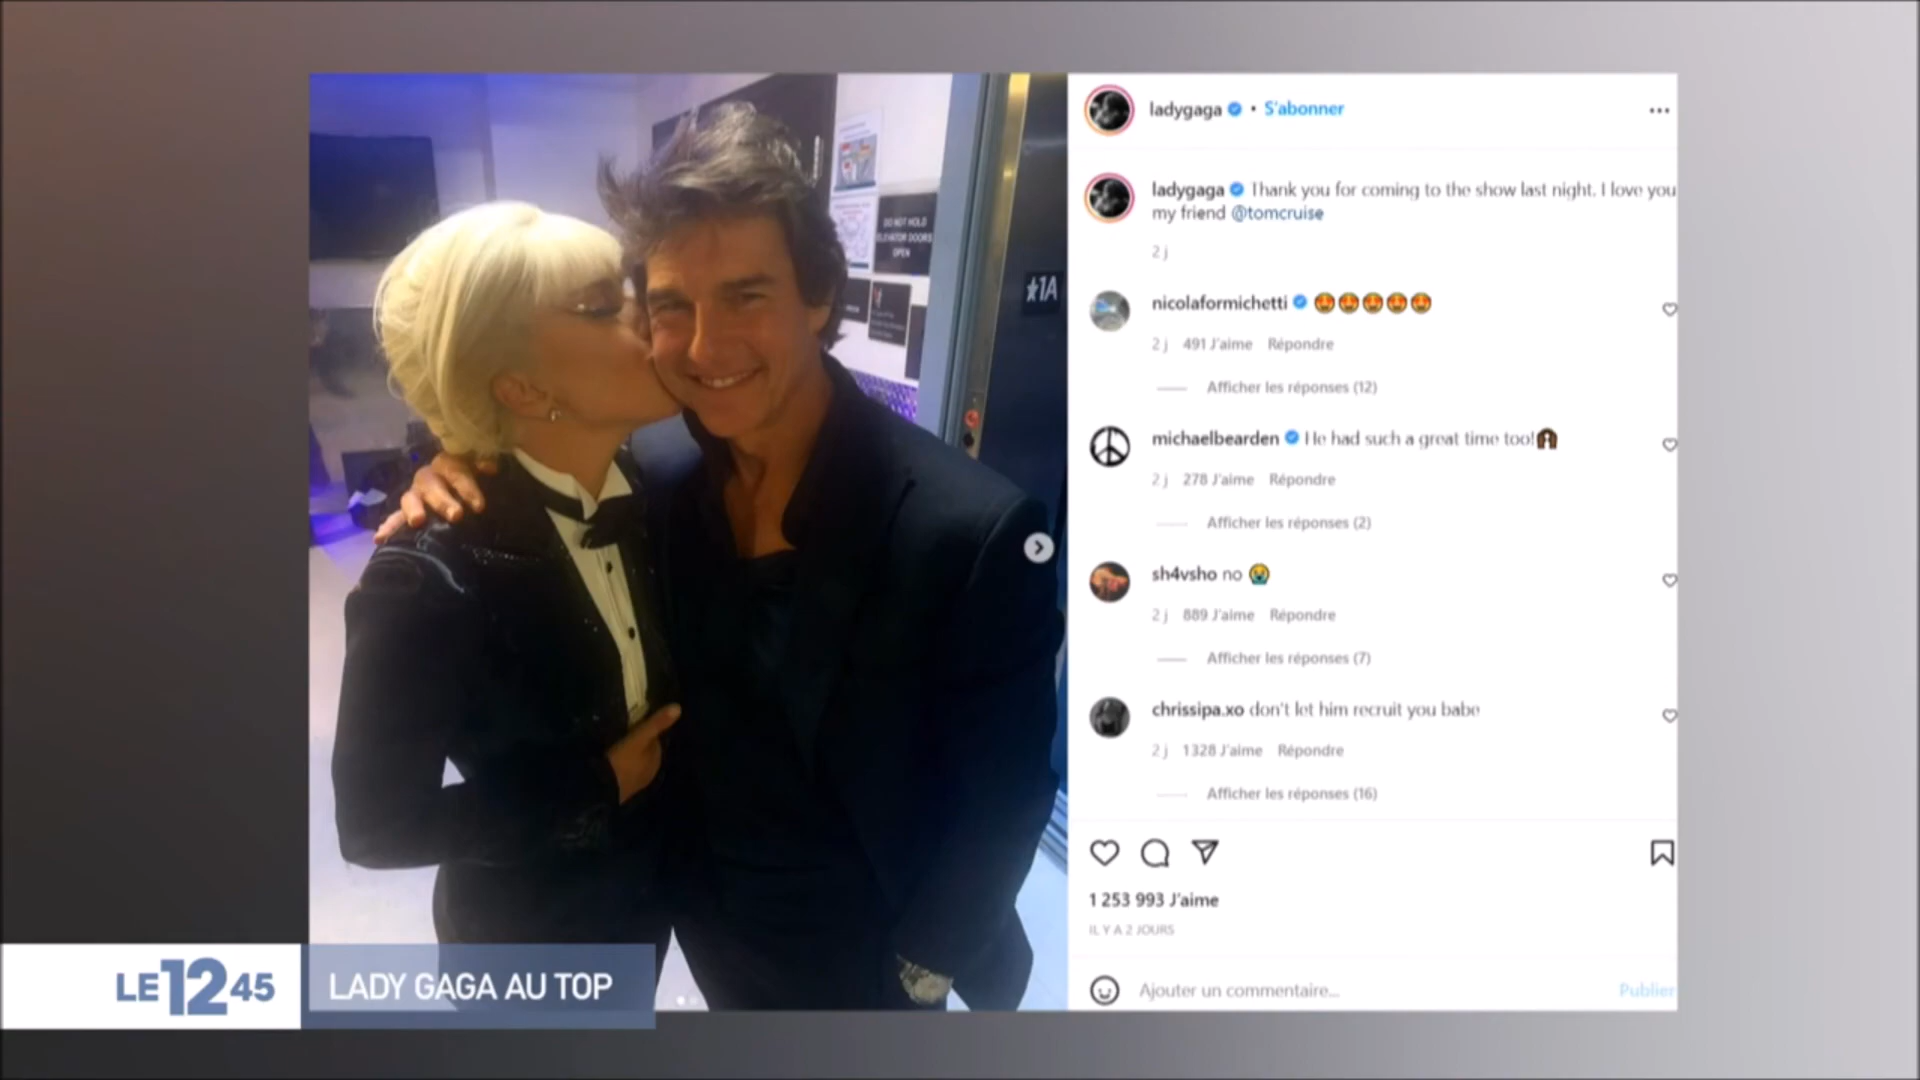 ladygaga • S'abonner
ladygaga Thank you for coming to the show last night. I love you
my friend @tomcruise
2 j
nicolaformichetti 🤩🤩🤩🤩🤩
2 j 491 J'aime Répondre
Afficher les réponses (12)
michaelbearden He had such a great time too!
2 j 278 J'aime Répondre
Afficher les réponses (2)
sh4vsho no 😭
2 j 889 J'aime Répondre
Afficher les réponses (7)
chrissipa.xo don't let him recruit you babe
2 j 1328 J'aime Répondre
Afficher les réponses (16)
1 253 993 J'aime
IL Y A 2 JOURS
Ajouter un commentaire... Publier
DO NOT HOLD
ELEVATOR DOORS
OPEN
★1A
LE 12 45
LADY GAGA AU TOP